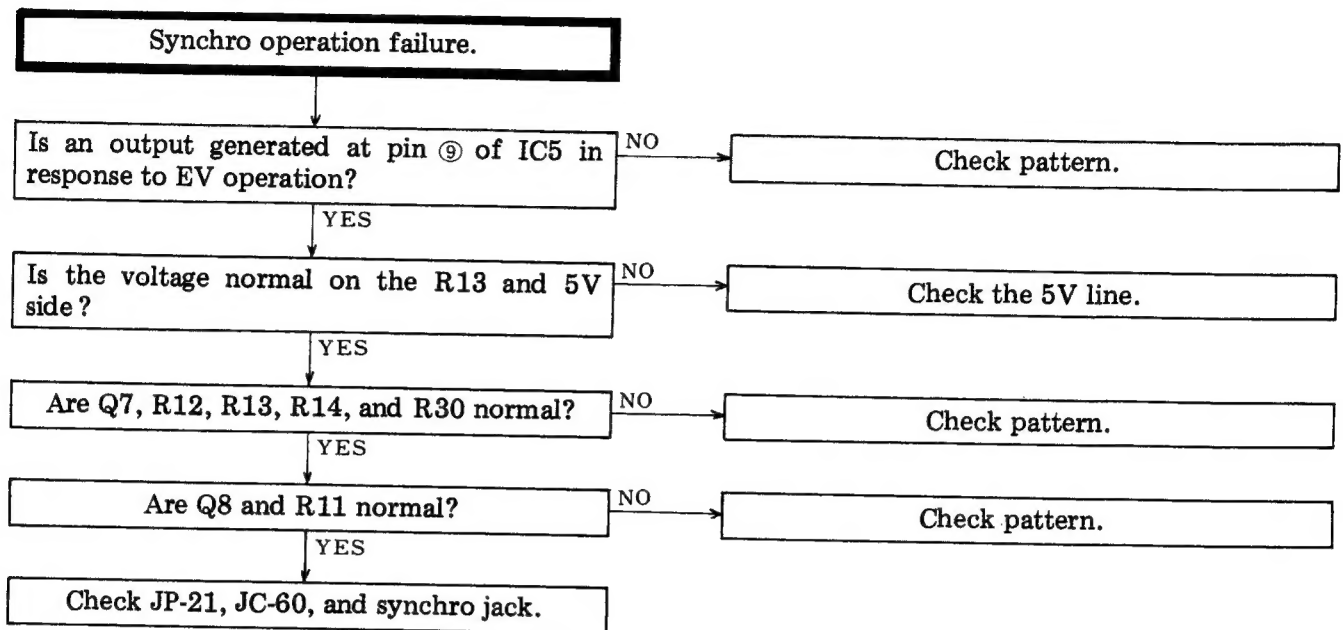 Synchro operation failure.
Is an output generated at pin ⑨ of IC5 in
response to EV operation?
NO
Check pattern.
YES
Is the voltage normal on the R13 and 5V
side?
NO
Check the 5V line.
YES
Are Q7, R12, R13, R14, and R30 normal?
NO
Check pattern.
YES
Are Q8 and R11 normal?
NO
Check pattern.
YES
Check JP-21, JC-60, and synchro jack.